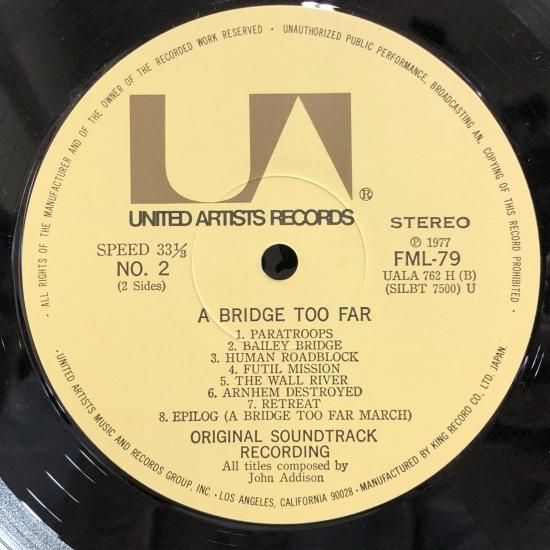 · ALL RIGHTS OF THE MANUFACTURER AND OF THE OWNER OF THE RECORDED WORK RESERVED · UNAUTHORIZED PUBLIC PERFORMANCE, BROADCASTING AN. COPYING OF THIS RECORD PROHIBITED ·
UA®
UNITED ARTISTS RECORDS
SPEED 33⅓
NO. 2
(2 Sides)
STEREO
℗ 1977
FML-79
UALA 762 H (B)
(SILBT 7500) U
A BRIDGE TOO FAR
1. PARATROOPS
2. BAILEY BRIDGE
3. HUMAN ROADBLOCK
4. FUTIL MISSION
5. THE WALL RIVER
6. ARNHEM DESTROYED
7. RETREAT
8. EPILOG (A BRIDGE TOO FAR MARCH)
ORIGINAL SOUNDTRACK
RECORDING
All titles composed by
John Addison
· UNITED ARTISTS MUSIC AND RECORDS GROUP, INC. · LOS ANGELES, CALIFORNIA 90028 · MANUFACTURED BY KING RECORD CO., LTD. JAPAN.